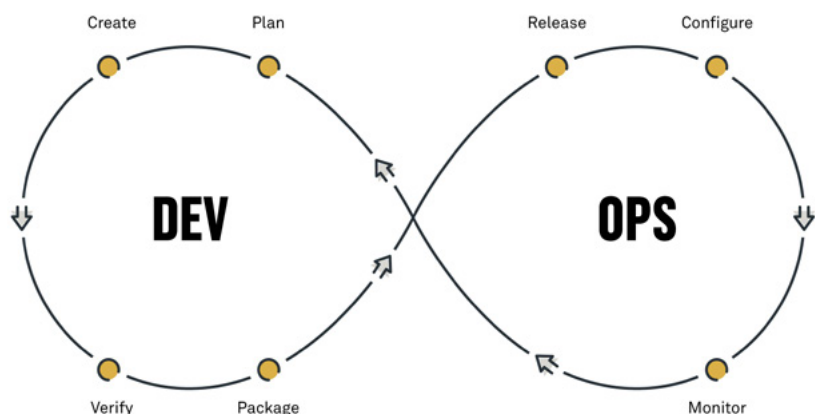 Create
Plan
Release
Configure
DEV
OPS
Verify
Package
Monitor